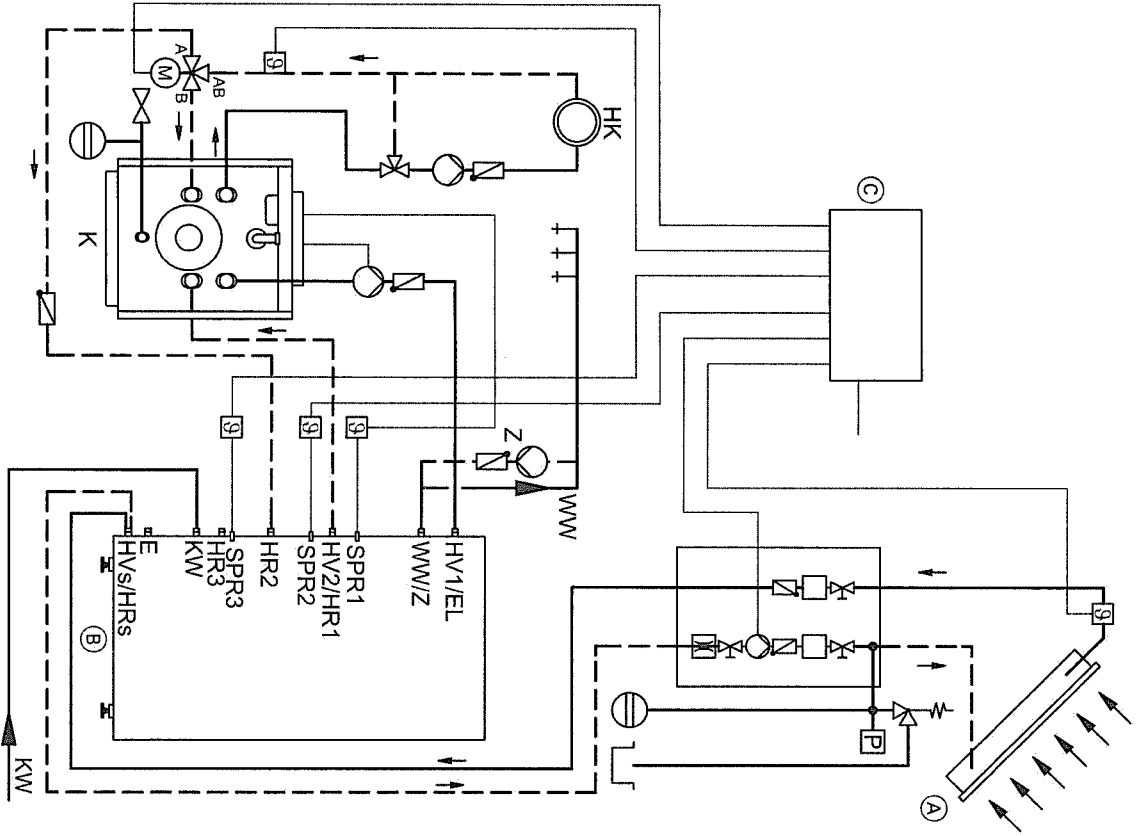 C
A
M
AB
B
HK
ϑ
K
Z
WW
ϑ
ϑ
ϑ
HV1/EL
WW/Z
SPR1
HV2/HR1
SPR2
HR2
SPR3
HR3
KW
E
HVs/HRs
B
KW
ϑ
P
A